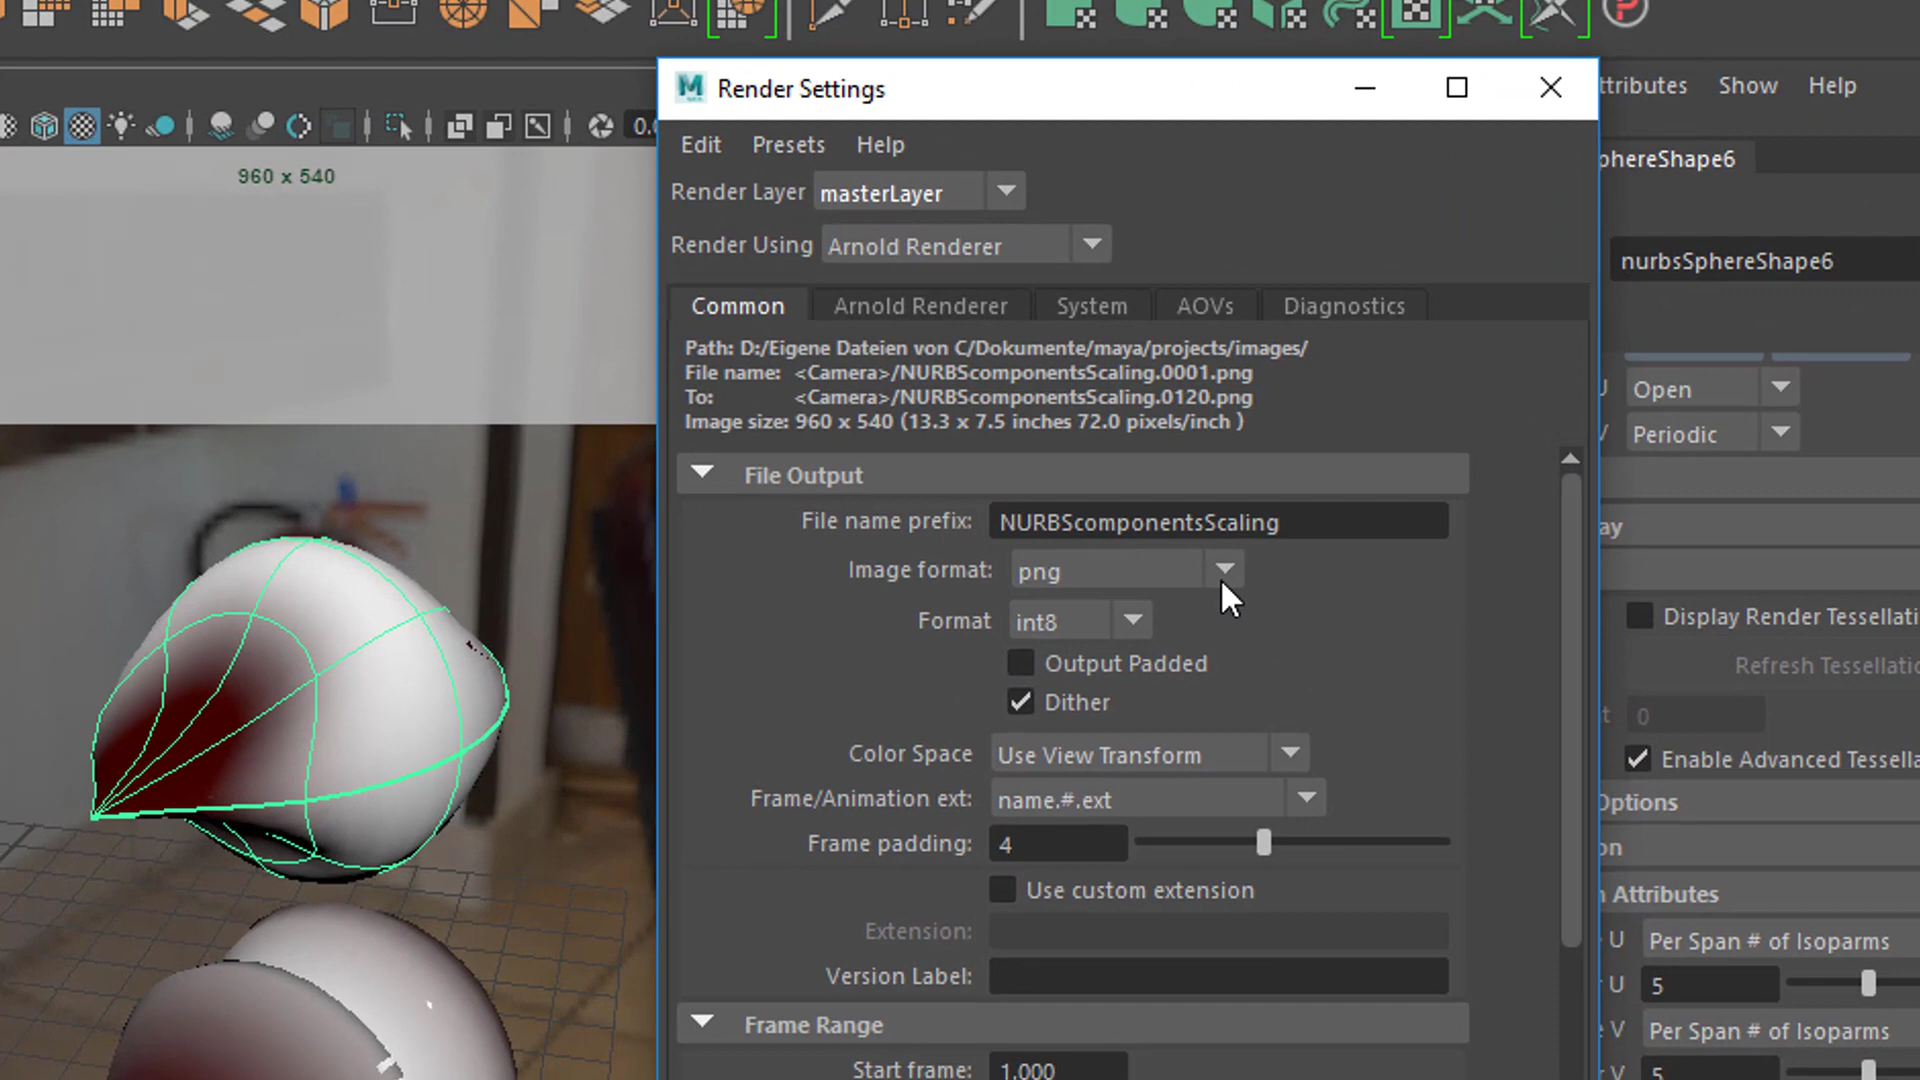 Render Settings
Edit Presets Help
ttributes Show Help
0.0
960 x 540
Render Layer masterLayer
phereShape6
Render Using Arnold Renderer
nurbsSphereShape6
Common Arnold Renderer System AOVs Diagnostics
Path: D:/Eigene Dateien von C/Dokumente/maya/projects/images/
File name: <Camera>/NURBScomponentsScaling.0001.png
To: <Camera>/NURBScomponentsScaling.0120.png
Image size: 960 x 540 (13.3 x 7.5 inches 72.0 pixels/inch )
Open
Periodic
File Output
File name prefix: NURBScomponentsScaling
ay
Image format: png
Format int8
Display Render Tessellati
Output Padded
Refresh Tessellatio
Dither
t 0
Color Space Use View Transform
Enable Advanced Tessella
Frame/Animation ext: name.#.ext
Options
Frame padding: 4
on
Use custom extension
Attributes
Extension:
U Per Span # of Isoparms
Version Label:
U 5
Frame Range
V Per Span # of Isoparms
Start frame: 1.000
V 5